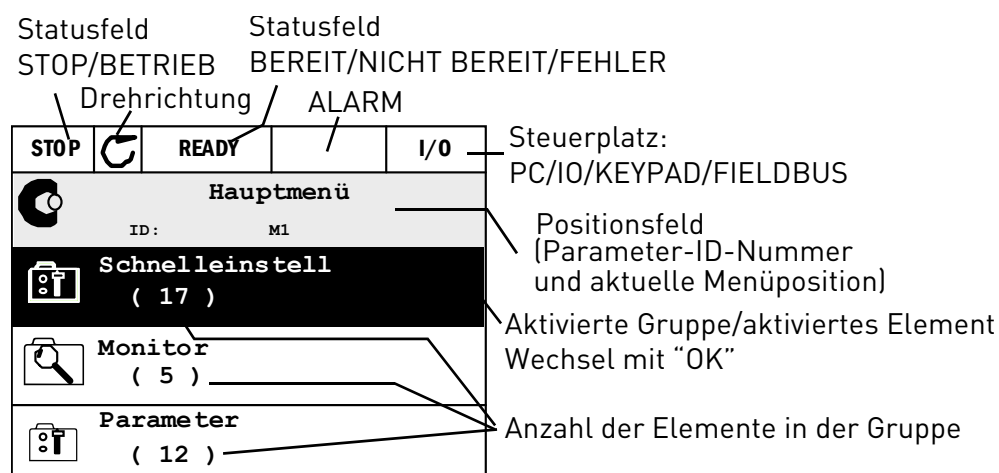 Statusfeld
STOP/BETRIEB
Statusfeld
BEREIT/NICHT BEREIT/FEHLER
Drehrichtung
ALARM
STOP
READY
I/O
Steuerplatz:
PC/IO/KEYPAD/FIELDBUS
Hauptmenü
ID:
M1
Positionsfeld
(Parameter-ID-Nummer
und aktuelle Menüposition)
Schnelleinstell
( 17 )
Aktivierte Gruppe/aktiviertes Element
Wechsel mit “OK”
Monitor
( 5 )
Parameter
( 12 )
Anzahl der Elemente in der Gruppe